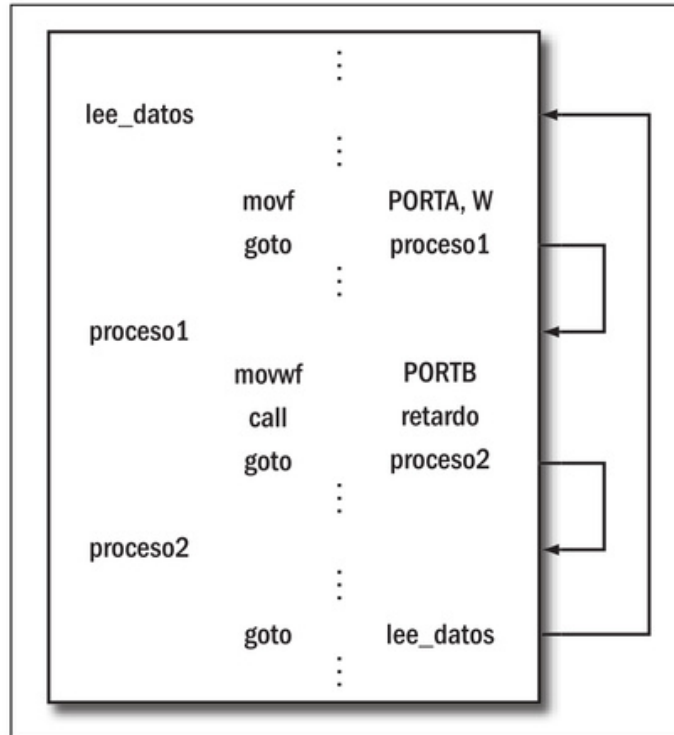 ⋮
lee_datos
⋮
movf PORTA, W
goto proceso1
⋮
proceso1
movwf PORTB
call retardo
goto proceso2
⋮
proceso2
⋮
goto lee_datos
⋮